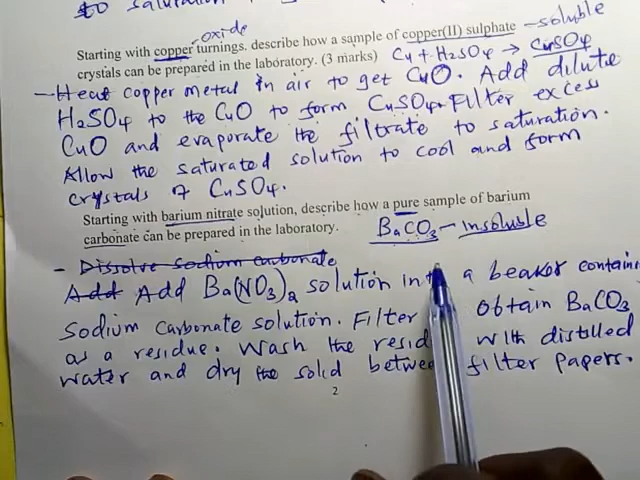 to saturation
oxide
Starting with copper turnings. describe how a sample of copper(II) sulphate - soluble
crystals can be prepared in the laboratory. (3 marks) Cu + H2SO4 → CuSO4
- Heat copper metal in air to get CuO. Add dilute
H2SO4 to the CuO to form CuSO4. Filter excess
CuO and evaporate the filtrate to saturation.
Allow the saturated solution to cool and form
crystals of CuSO4.
Starting with barium nitrate solution, describe how a pure sample of barium
carbonate can be prepared in the laboratory. BaCO3 - insoluble
- Dissolve sodium carbonate
Add Add Ba(NO3)2 solution int a beaker contain
Sodium Carbonate solution. Filter obtain BaCO3
as a residue. Wash the resid with distilled
water and dry the solid betwee filter papers.
2